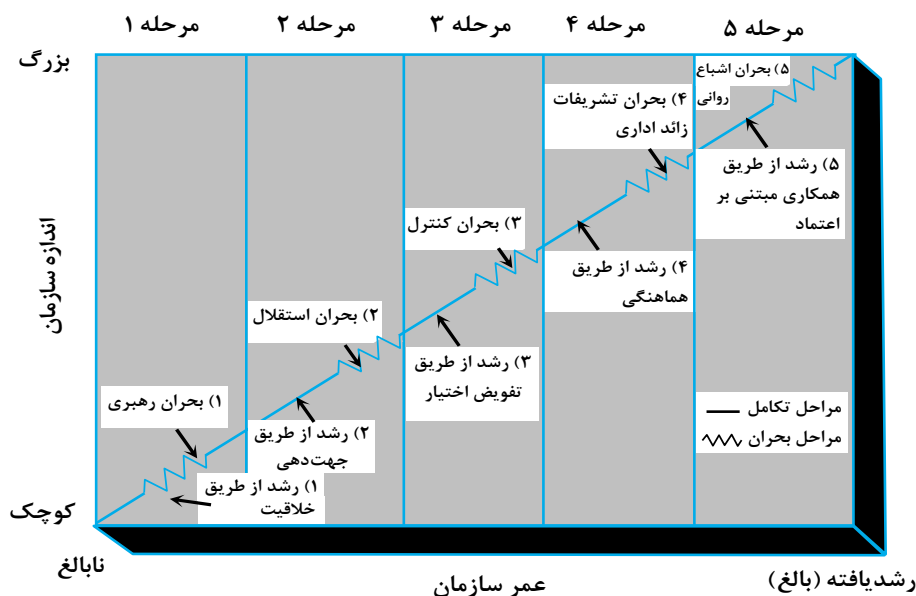 مرحله ۱
مرحله ۲
مرحله ۳
مرحله ۴
مرحله ۵
بزرگ
۵) بحران اشباع
روانی
۴) بحران تشریفات
زائد اداری
۵) رشد از طریق
همکاری مبتنی بر
اعتماد
۳) بحران کنترل
۴) رشد از طریق
هماهنگی
اندازه سازمان
۲) بحران استقلال
۳) رشد از طریق
تفویض اختیار
۱) بحران رهبری
۲) رشد از طریق
جهت‌دهی
مراحل تکامل
مراحل بحران
۱) رشد از طریق
خلاقیت
کوچک
نابالغ
عمر سازمان
رشدیافته (بالغ)